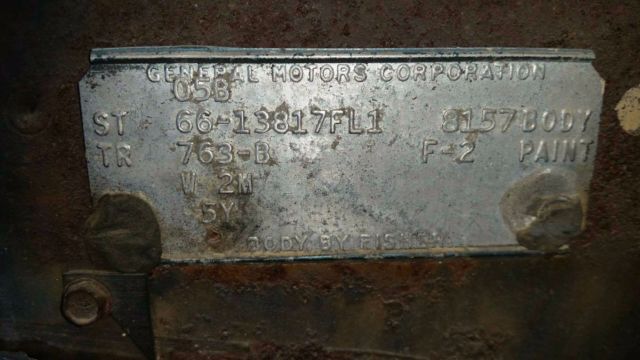 GENERAL MOTORS CORPORATION
05B
ST 66-13817FL1 8157 BODY
TR 763-B F-2 PAINT
W 2M
5Y
BODY BY FISHER